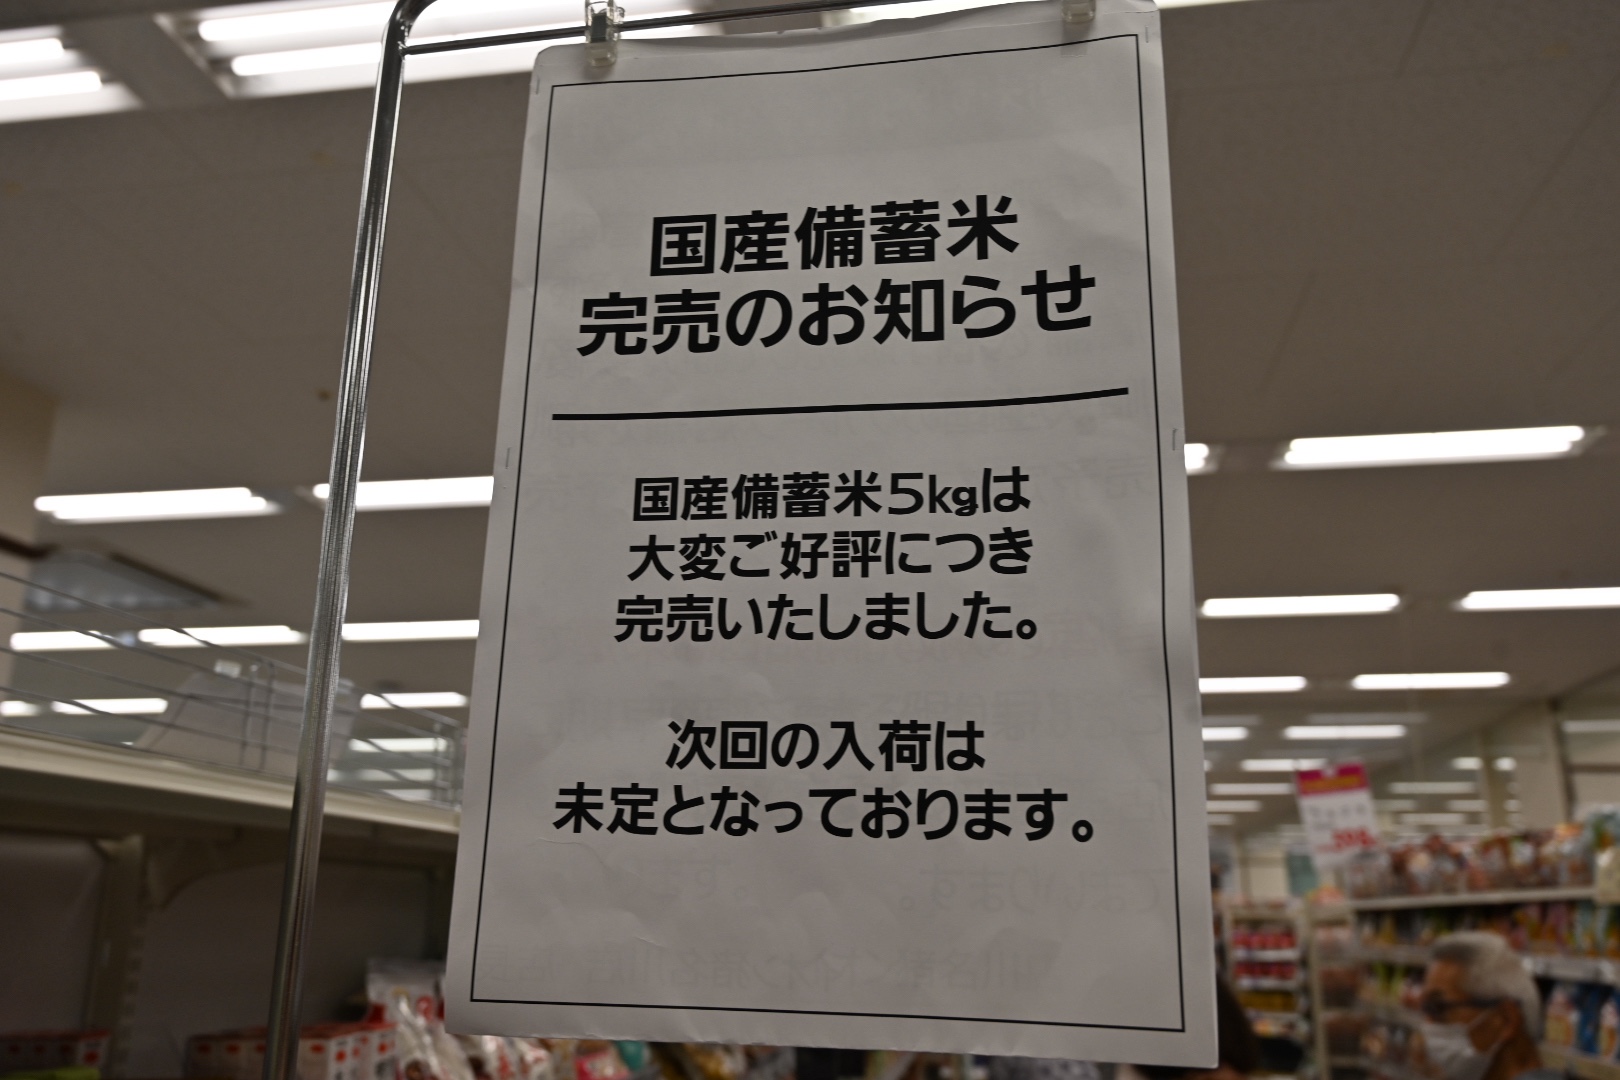 国産備蓄米
完売のお知らせ
国産備蓄米5kgは
大変ご好評につき
完売いたしました。
次回の入荷は
未定となっております。